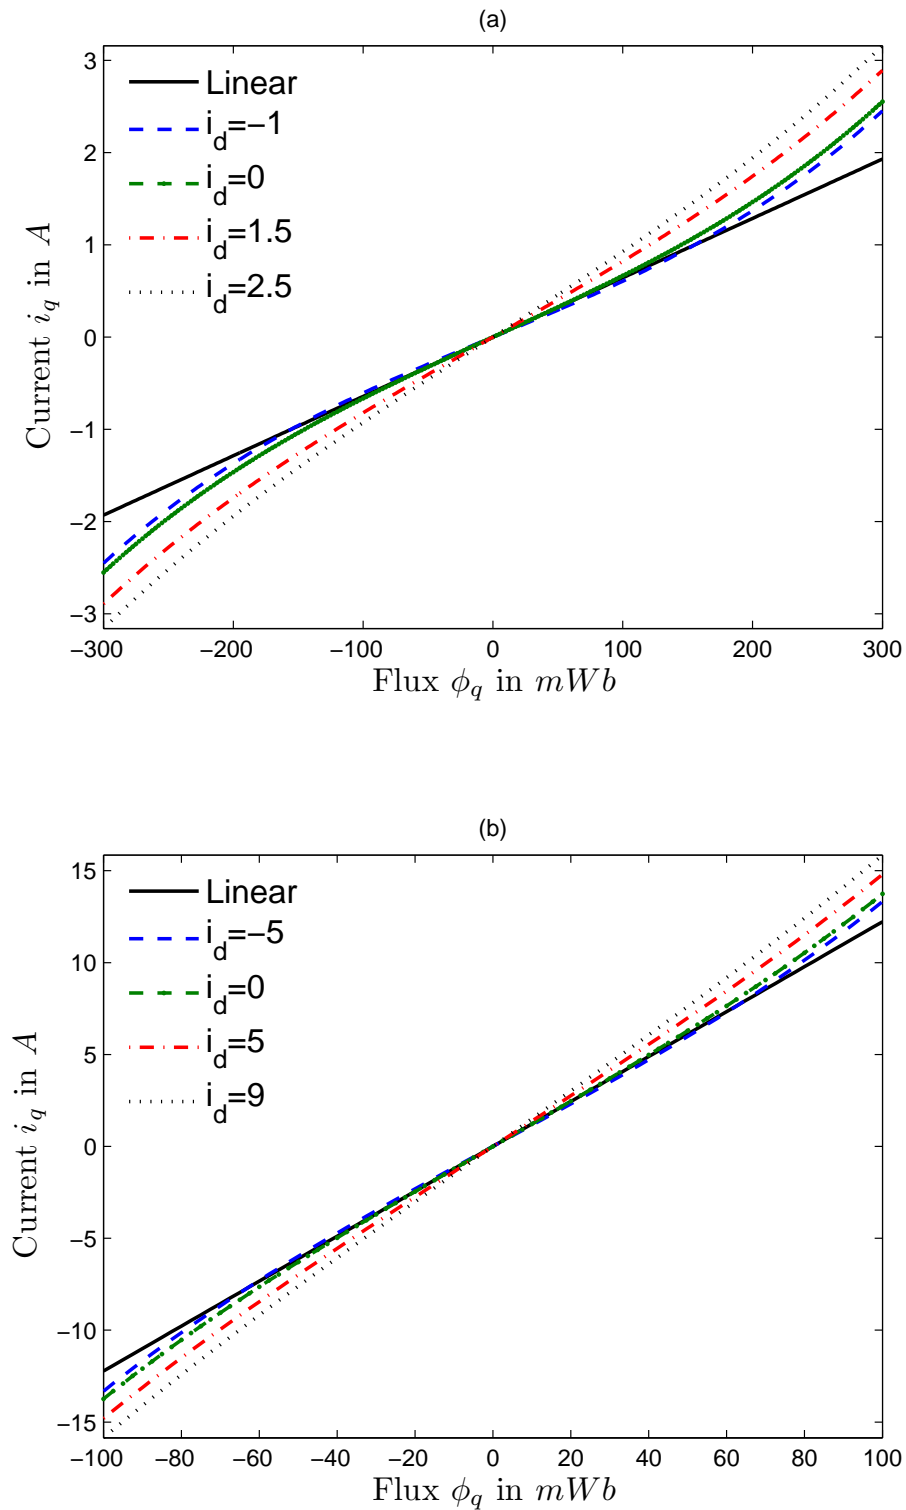 (a)
3
2
1
0
−1
−2
−3
Current i_q in A
Linear
i_d=−1
i_d=0
i_d=1.5
i_d=2.5
−300 −200 −100 0 100 200 300
Flux ϕ_q in mWb
(b)
15
10
5
0
−5
−10
−15
Current i_q in A
Linear
i_d=−5
i_d=0
i_d=5
i_d=9
−100 −80 −60 −40 −20 0 20 40 60 80 100
Flux ϕ_q in mWb